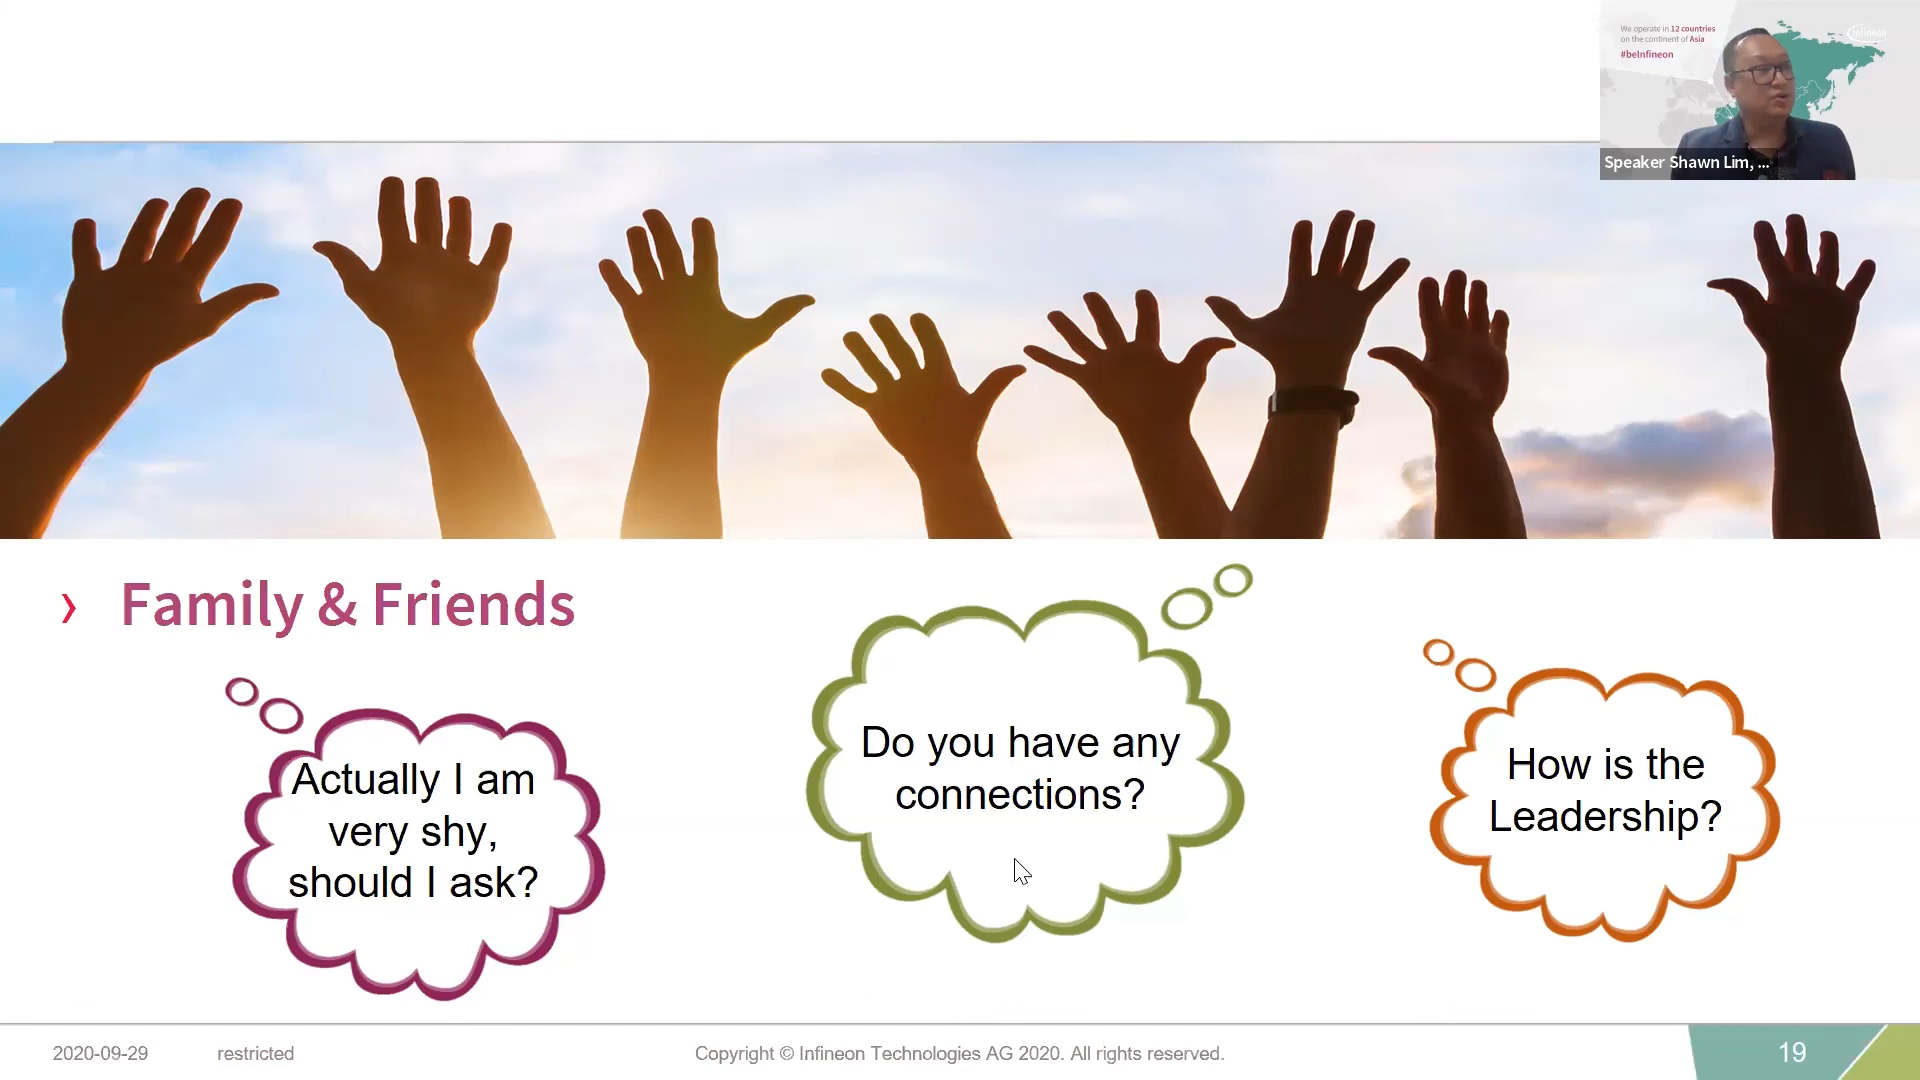 We operate in 12 countries
on the continent of Asia
#beInfineon
infineon
Speaker Shawn Lim, ...
› Family & Friends
Actually I am
very shy,
should I ask?
Do you have any
connections?
How is the
Leadership?
2020-09-29 restricted Copyright © Infineon Technologies AG 2020. All rights reserved. 19